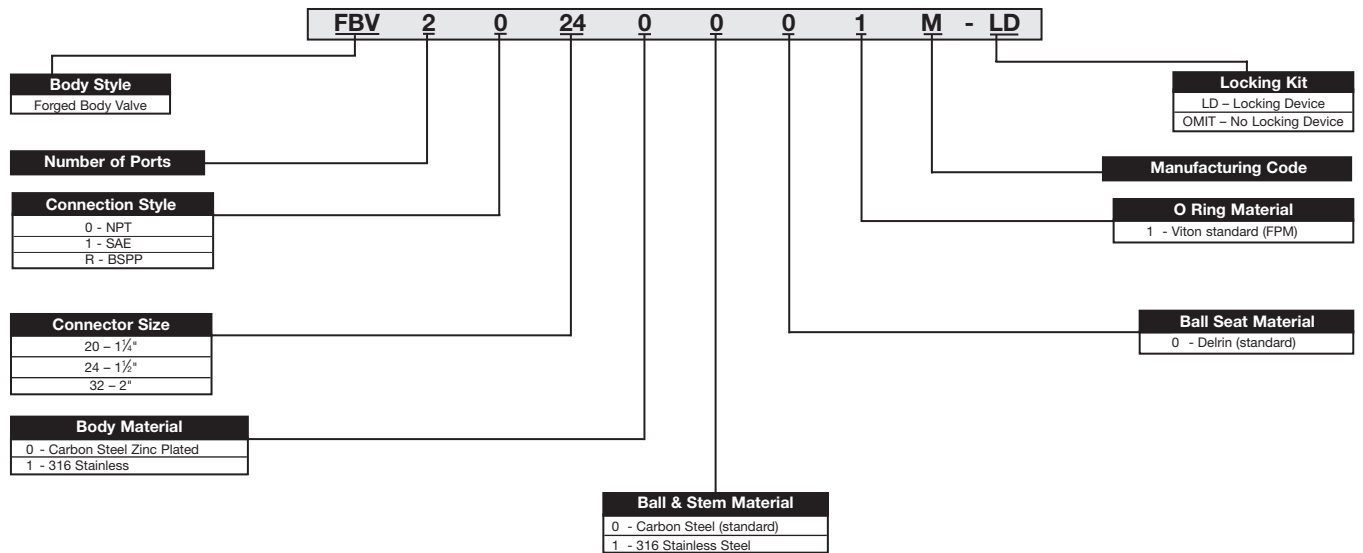 FBV 2 0 24 0 0 0 1 M - LD
Body Style
Forged Body Valve
Number of Ports
Connection Style
0 - NPT
1 - SAE
R - BSPP
Connector Size
20 – 1¼"
24 – 1½"
32 – 2"
Body Material
0 - Carbon Steel Zinc Plated
1 - 316 Stainless
Ball & Stem Material
0 - Carbon Steel (standard)
1 - 316 Stainless Steel
Locking Kit
LD – Locking Device
OMIT – No Locking Device
Manufacturing Code
O Ring Material
1 - Viton standard (FPM)
Ball Seat Material
0 - Delrin (standard)